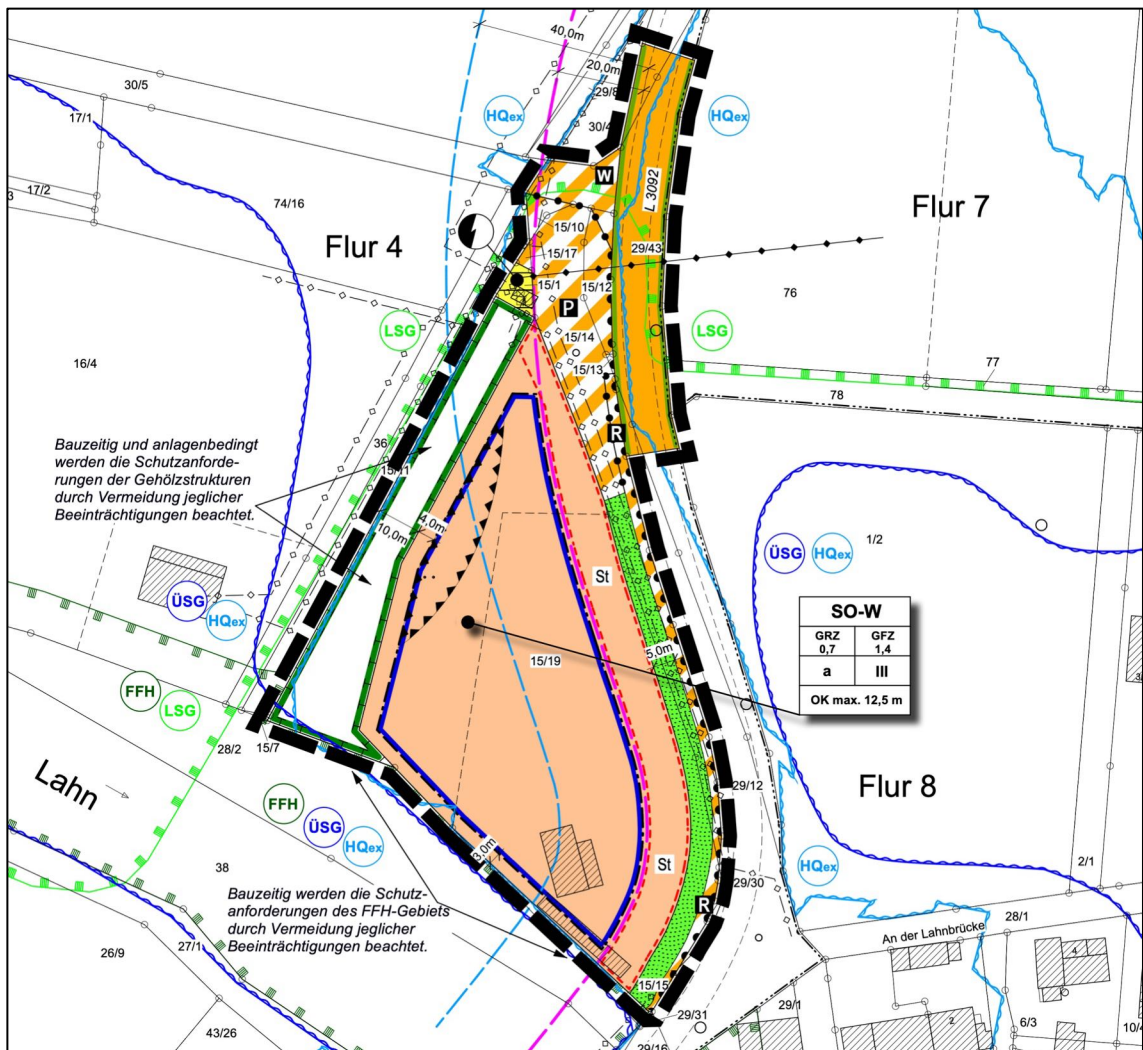 40,0m
20,0m
29/8
30/4
30/5
17/1
HQex
HQex
W
17/2
3
74/16
L 3092
Flur 7
Flur 4
15/10
15/17
29/43
15/1
15/12
76
P
LSG
LSG
15/14
16/4
15/13
77
78
36
R
Bauzeitig und anlagenbedingt
werden die Schutzanforde-
rungen der Gehölzstrukturen
durch Vermeidung jeglicher
Beeinträchtigungen beachtet.
15/11
4,0m
10,0m
1/2
ÜSG
HQex
St
ÜSG
HQex
SO-W
GRZ
0,7
GFZ
1,4
a
III
OK max. 12,5 m
15/19
5,0m
FFH
LSG
28/2
15/7
Lahn
29/12
Flur 8
FFH
ÜSG
HQex
3,0m
38
St
HQex
2/1
29/30
Bauzeitig werden die Schutz-
anforderungen des FFH-Gebiets
durch Vermeidung jeglicher
Beeinträchtigungen beachtet.
R
28/1
An der Lahnbrücke
26/9
27/1
4
15/15
29/1
29/31
2
6/3
10/4
43/26
29/16